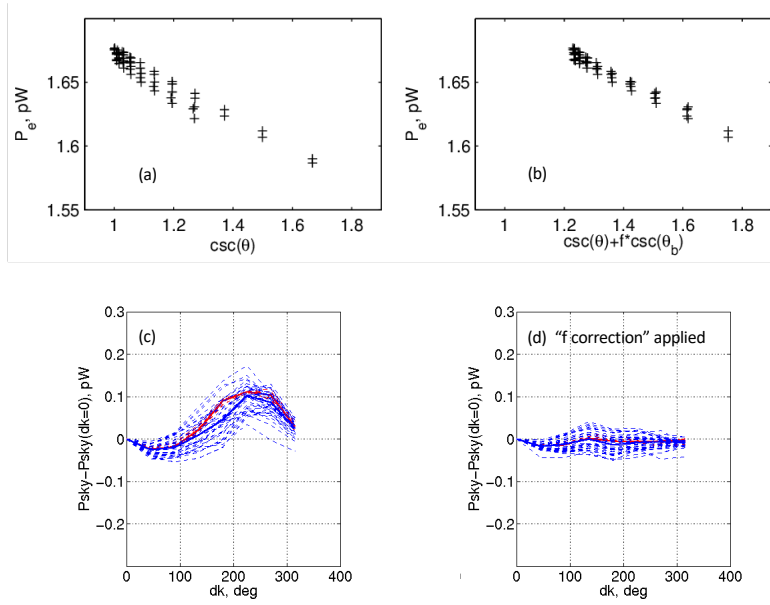 1.65
1.6
1.55
P_e, pW
(a)
1 1.2 1.4 1.6 1.8
csc(θ)
1.65
1.6
1.55
P_e, pW
(b)
1 1.2 1.4 1.6 1.8
csc(θ)+f*csc(θ_b)
0.3
0.2
0.1
0
−0.1
−0.2
Psky−Psky(dk=0), pW
(c)
0 100 200 300 400
dk, deg
0.3
0.2
0.1
0
−0.1
−0.2
Psky−Psky(dk=0), pW
(d) “f correction” applied
0 100 200 300 400
dk, deg